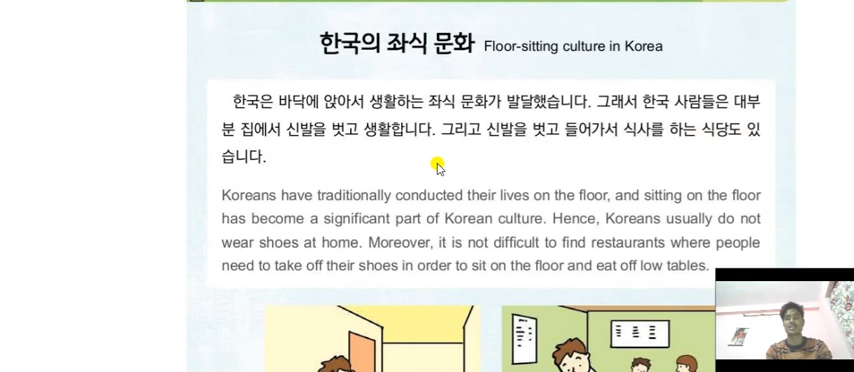 한국의 좌식 문화 Floor-sitting culture in Korea
한국은 바닥에 앉아서 생활하는 좌식 문화가 발달했습니다. 그래서 한국 사람들은 대부
분 집에서 신발을 벗고 생활합니다. 그리고 신발을 벗고 들어가서 식사를 하는 식당도 있
습니다.
Koreans have traditionally conducted their lives on the floor, and sitting on the floor
has become a significant part of Korean culture. Hence, Koreans usually do not
wear shoes at home. Moreover, it is not difficult to find restaurants where people
need to take off their shoes in order to sit on the floor and eat off low tables.